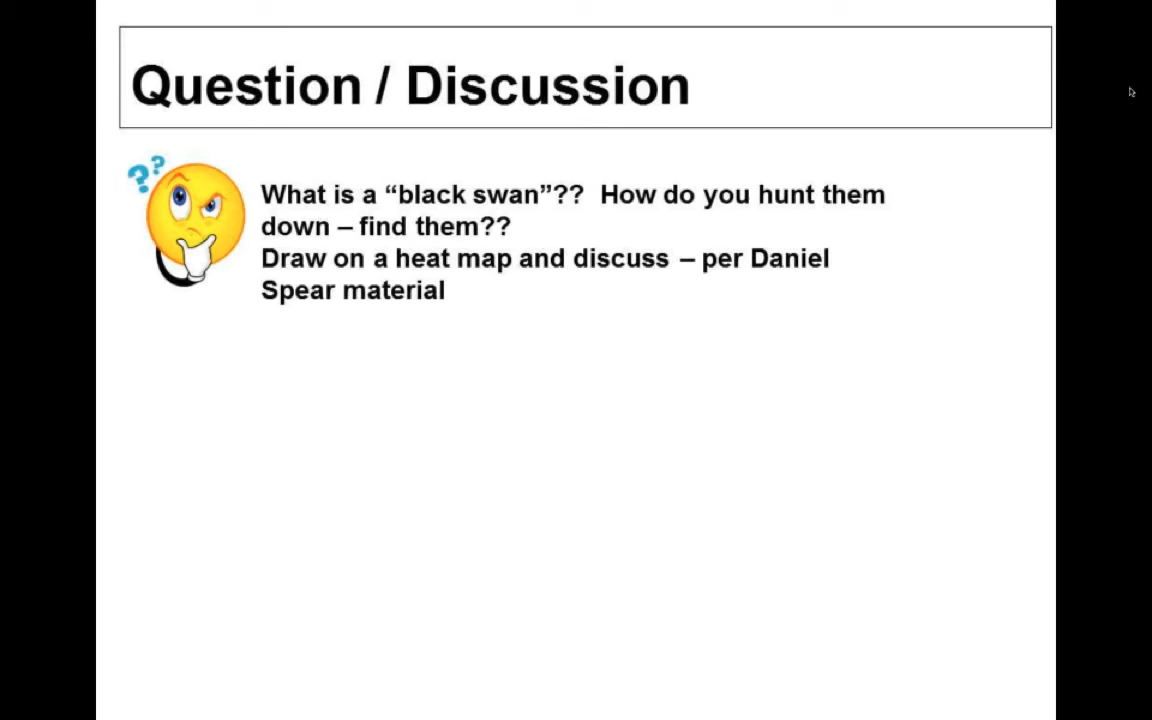 Question / Discussion
? ?
What is a “black swan”??  How do you hunt them
down – find them??
Draw on a heat map and discuss – per Daniel
Spear material